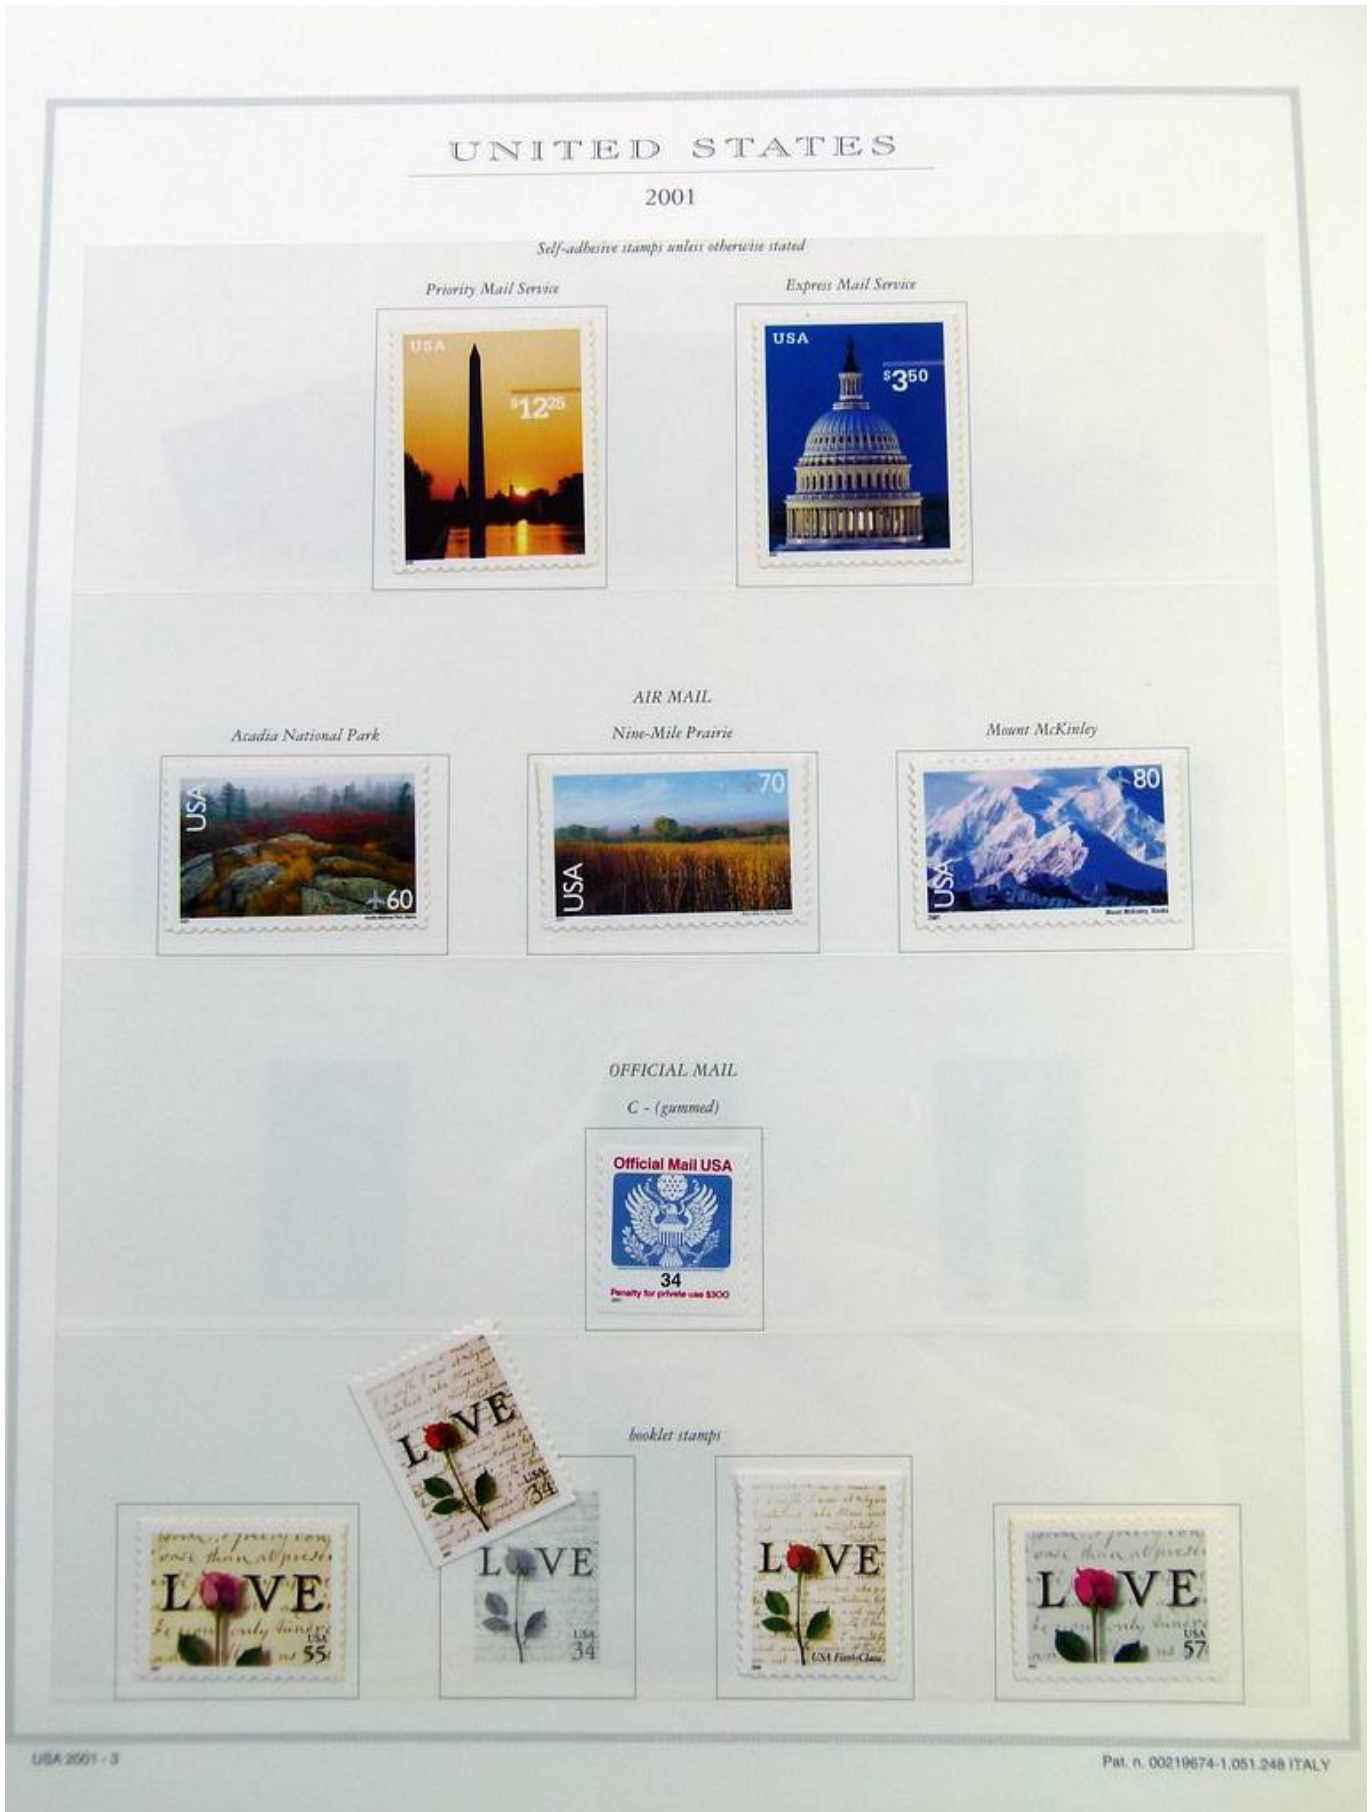 UNITED STATES
2001
Self-adhesive stamps unless otherwise stated
Priority Mail Service
Express Mail Service
USA
$12.25
USA
$3.50
AIR MAIL
Acadia National Park
Nine-Mile Prairie
Mount McKinley
USA
60
70
USA
80
USA
2001
Mount McKinley, Alaska
OFFICIAL MAIL
C - (gummed)
Official Mail USA
34
Penalty for private use $300
LOVE
USA
34
booklet stamps
LOVE
USA
55
LOVE
USA
34
LOVE
USA First-Class
LOVE
USA
57
USA 2001 - 3
Pat. n. 00219674-1.051.248 ITALY